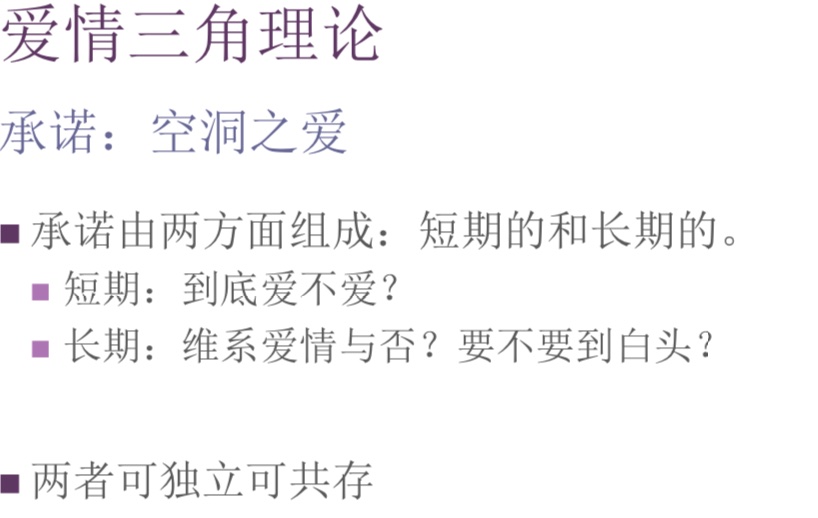 爱情三角理论
承诺：空洞之爱
承诺由两方面组成：短期的和长期的。
短期：到底爱不爱？
长期：维系爱情与否？要不要到白头？
两者可独立可共存